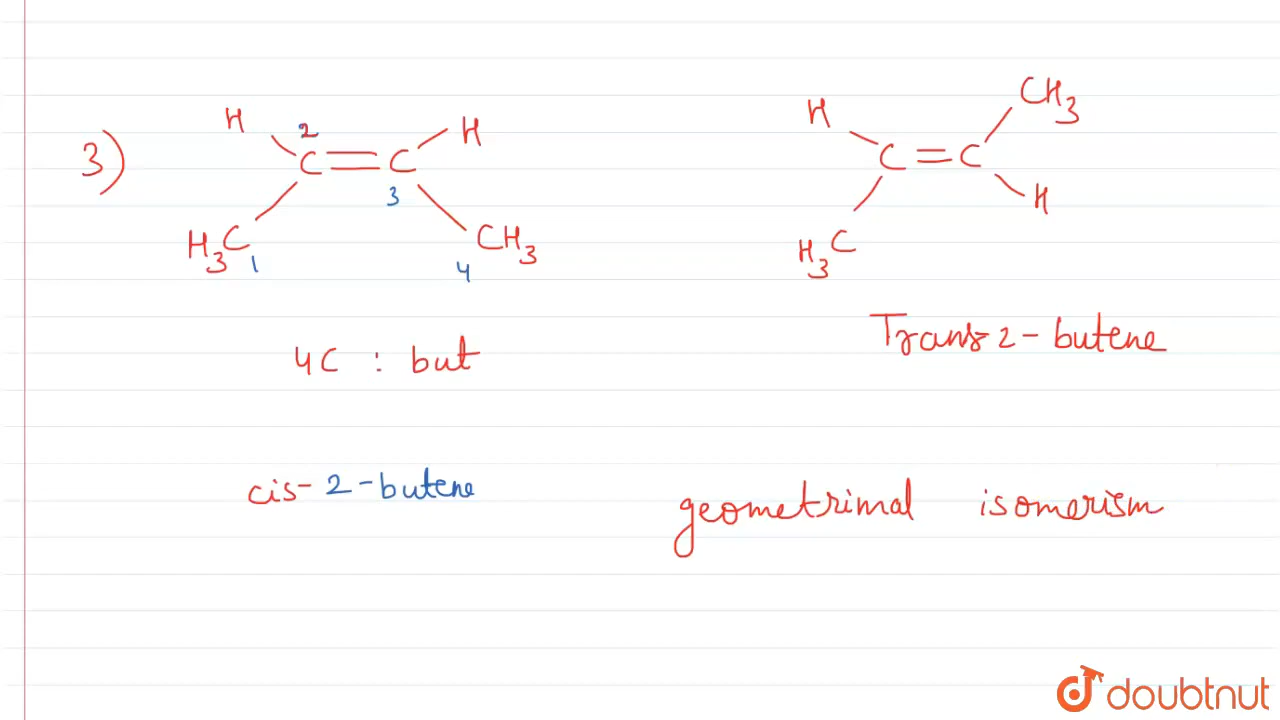 3)
H 2 C = C H
3
H3C 1 CH3 4
H C = C CH3
H
H3C
4C : but
Trans-2-butene
cis-2-butene
geometrimal isomerism
doubtnut